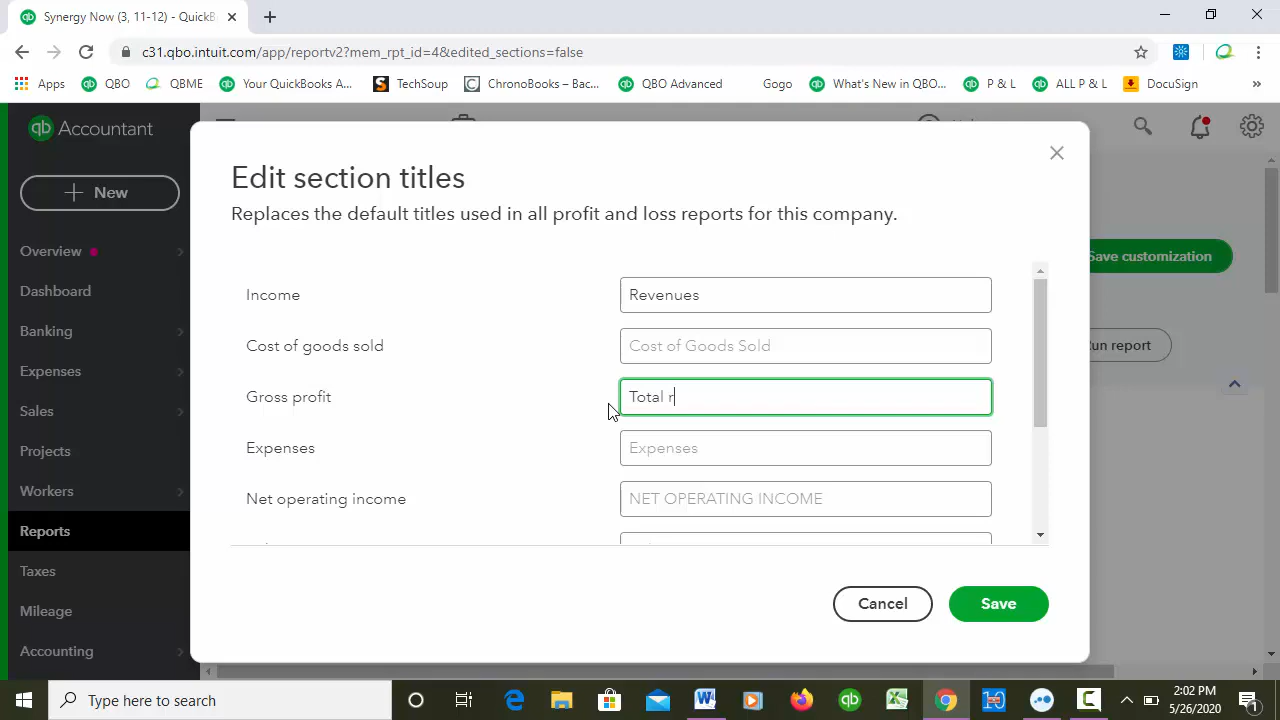 Synergy Now (3, 11-12) - QuickB
c31.qbo.intuit.com/app/reportv2?mem_rpt_id=4&edited_sections=false
Apps QBO QBME Your QuickBooks A... TechSoup ChronoBooks – Bac... QBO Advanced Gogo What's New in QBO... P & L ALL P & L DocuSign »
qb Accountant
+ New
Overview
Dashboard
Banking
Expenses
Sales
Projects
Workers
Reports
Taxes
Mileage
Accounting
Edit section titles
Replaces the default titles used in all profit and loss reports for this company.
Income Revenues
Cost of goods sold Cost of Goods Sold
Gross profit Total r
Expenses Expenses
Net operating income NET OPERATING INCOME
Cancel Save
Save customization
un report
Type here to search
2:02 PM
5/26/2020
1